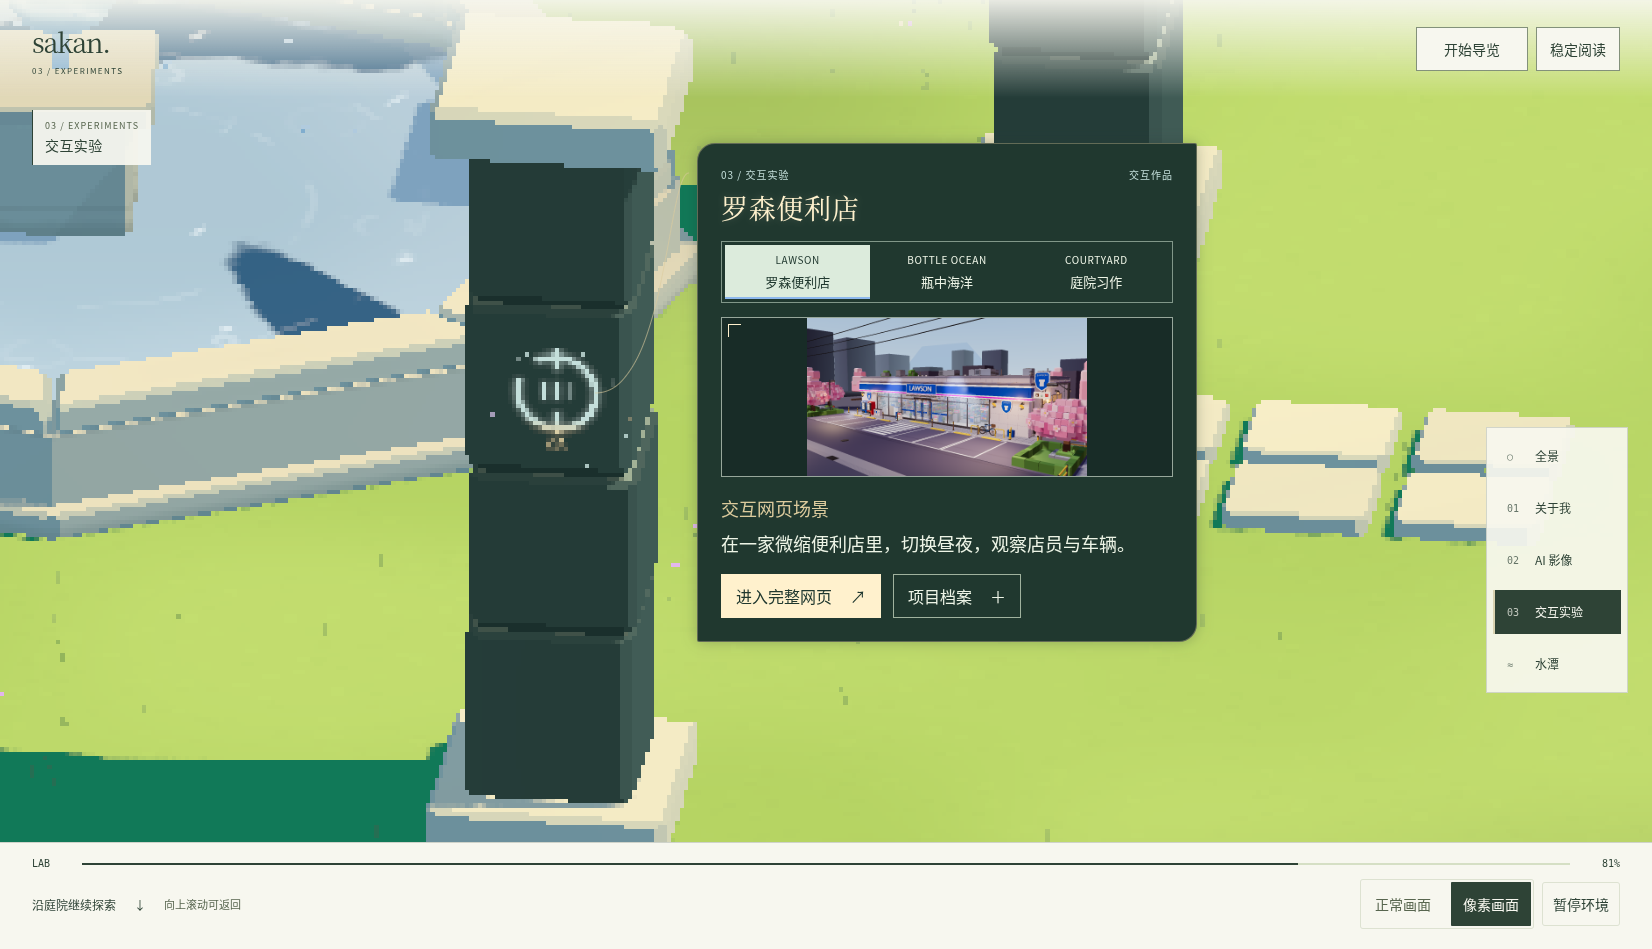 sakan.
03 / EXPERIMENTS
开始导览
稳定阅读
03 / EXPERIMENTS
交互实验
03 / 交互实验
交互作品
罗森便利店
LAWSON
罗森便利店
BOTTLE OCEAN
瓶中海洋
COURTYARD
庭院习作
LAWSON
交互网页场景
在一家微缩便利店里，切换昼夜，观察店员与车辆。
进入完整网页 ↗
项目档案 +
○ 全景
01 关于我
02 AI 影像
03 交互实验
≈ 水潭
LAB
81%
沿庭院继续探索 ↓ 向上滚动可返回
正常画面
像素画面
暂停环境